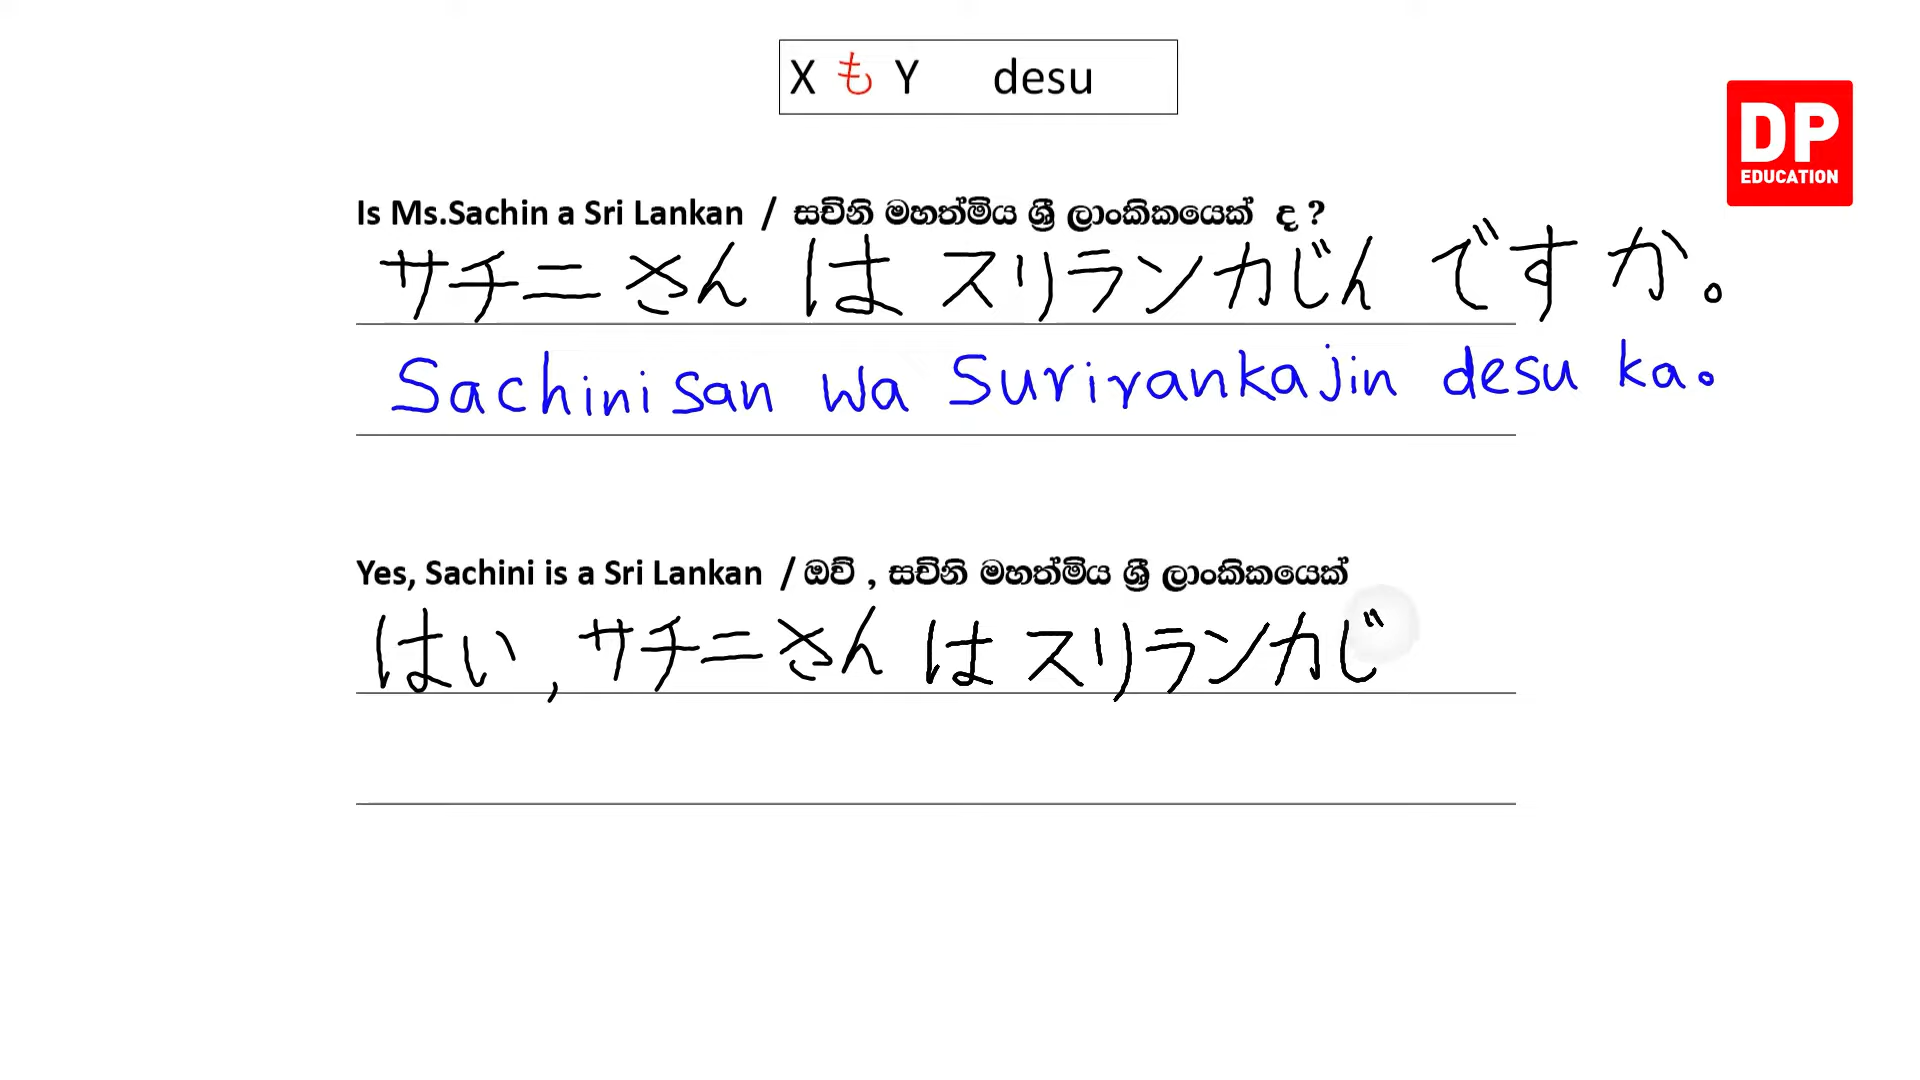 X も Y desu
DP
EDUCATION
Is Ms.Sachin a Sri Lankan / සචිනි මහත්මිය ශ්‍රී ලාංකිකයෙක් ද ?
サチニさん は スリランカじん ですか。
Sachini san wa Surirankajin desu ka.
Yes, Sachini is a Sri Lankan / ඔව් , සචිනි මහත්මිය ශ්‍රී ලාංකිකයෙක්
はい, サチニさん は スリランカじ